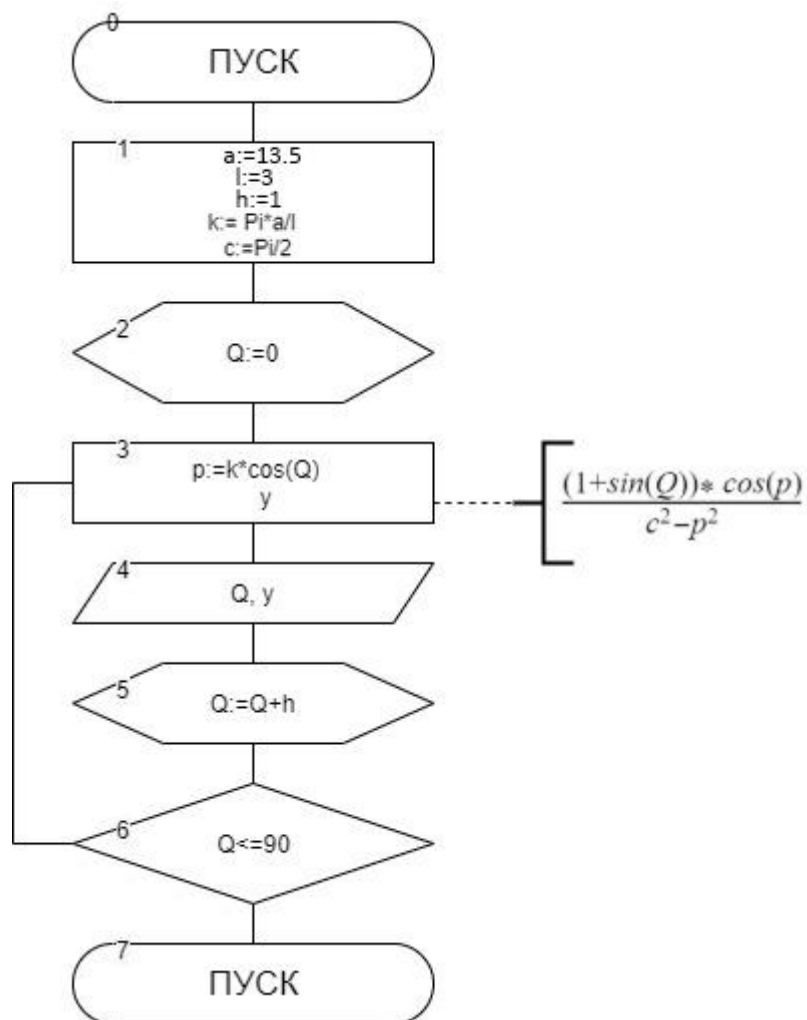 0
ПУСК
1
a:=13.5
l:=3
h:=1
k:= Pi*a/l
c:=Pi/2
2
Q:=0
3
p:=k*cos(Q)
y
(1+sin(Q))* cos(p)
c²−p²
4
Q, y
5
Q:=Q+h
6
Q<=90
7
ПУСК